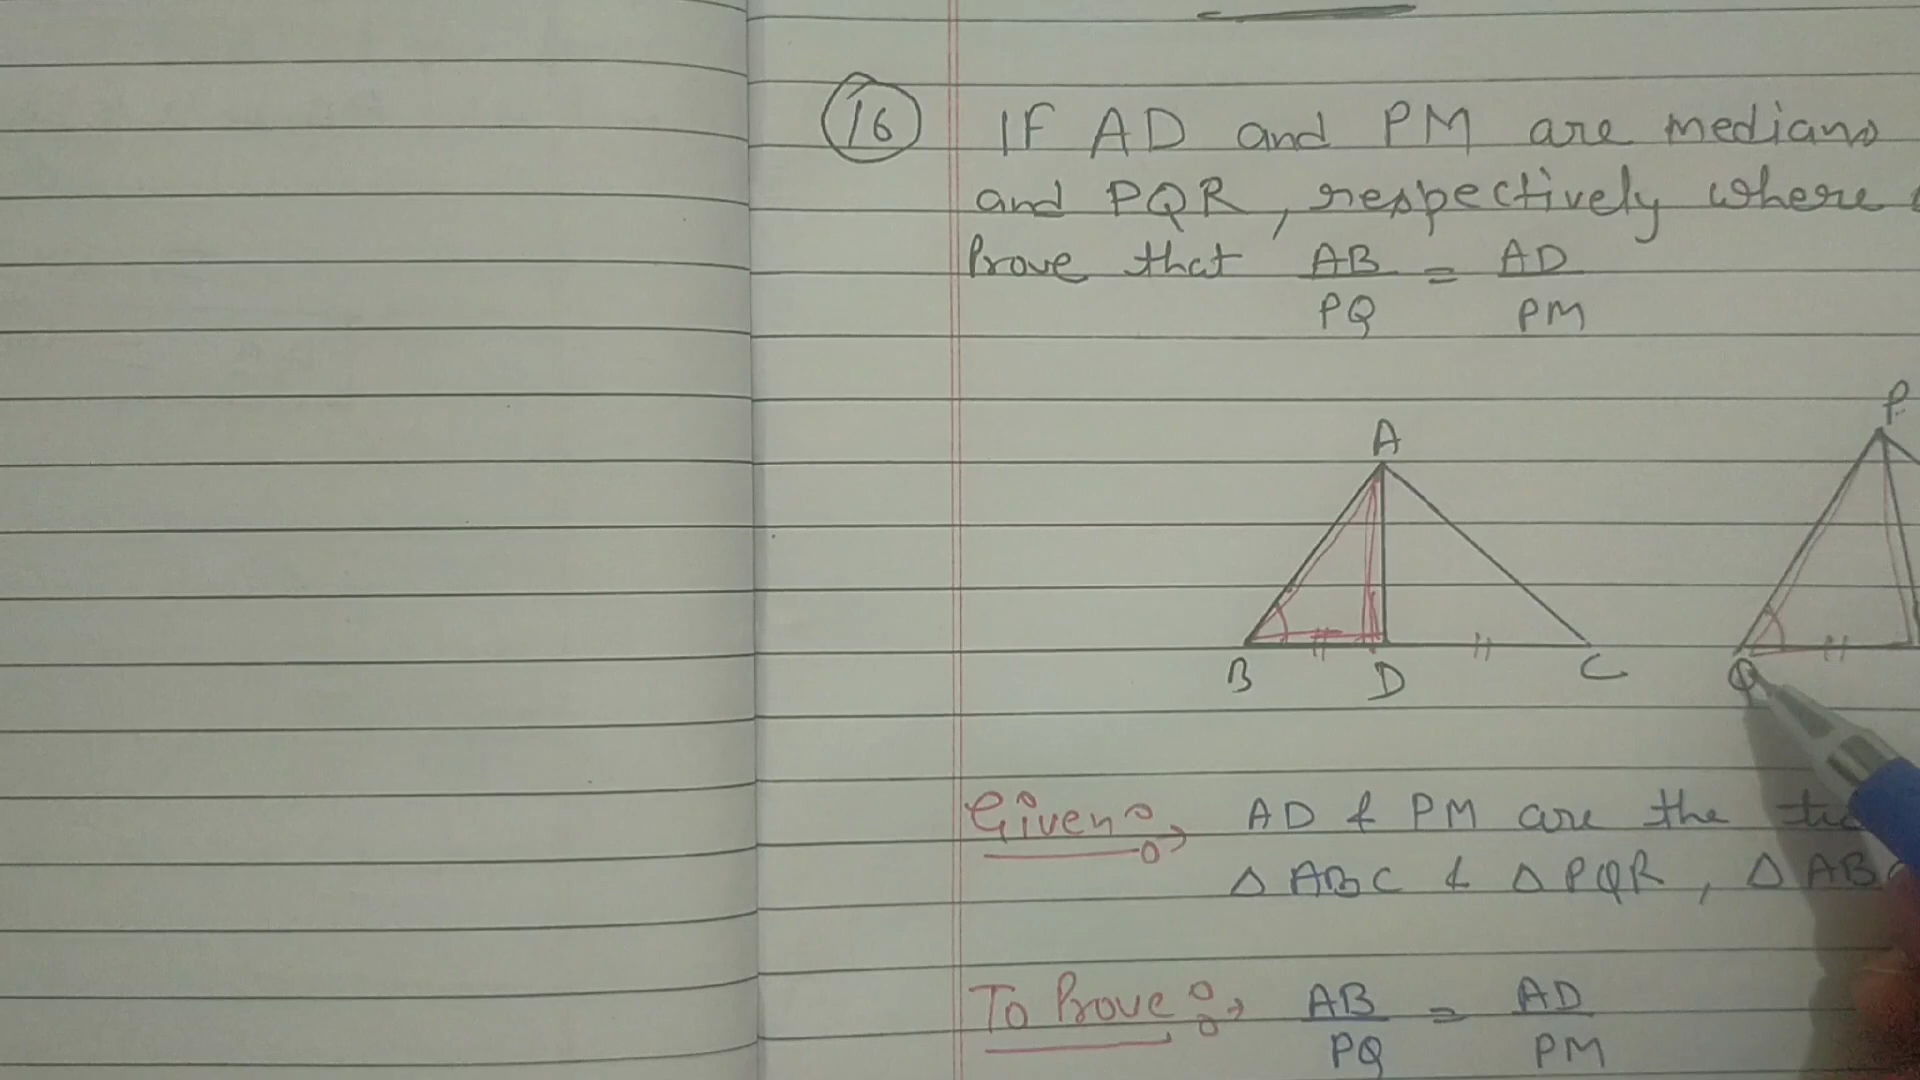 16 IF AD and PM are medians
and PQR, respectively where
Prove that AB/PQ = AD/PM
A
P
B D C Q
Given :→ AD & PM are the
△ ABC & △ PQR, △ ABC
To Prove :→ AB/PQ = AD/PM